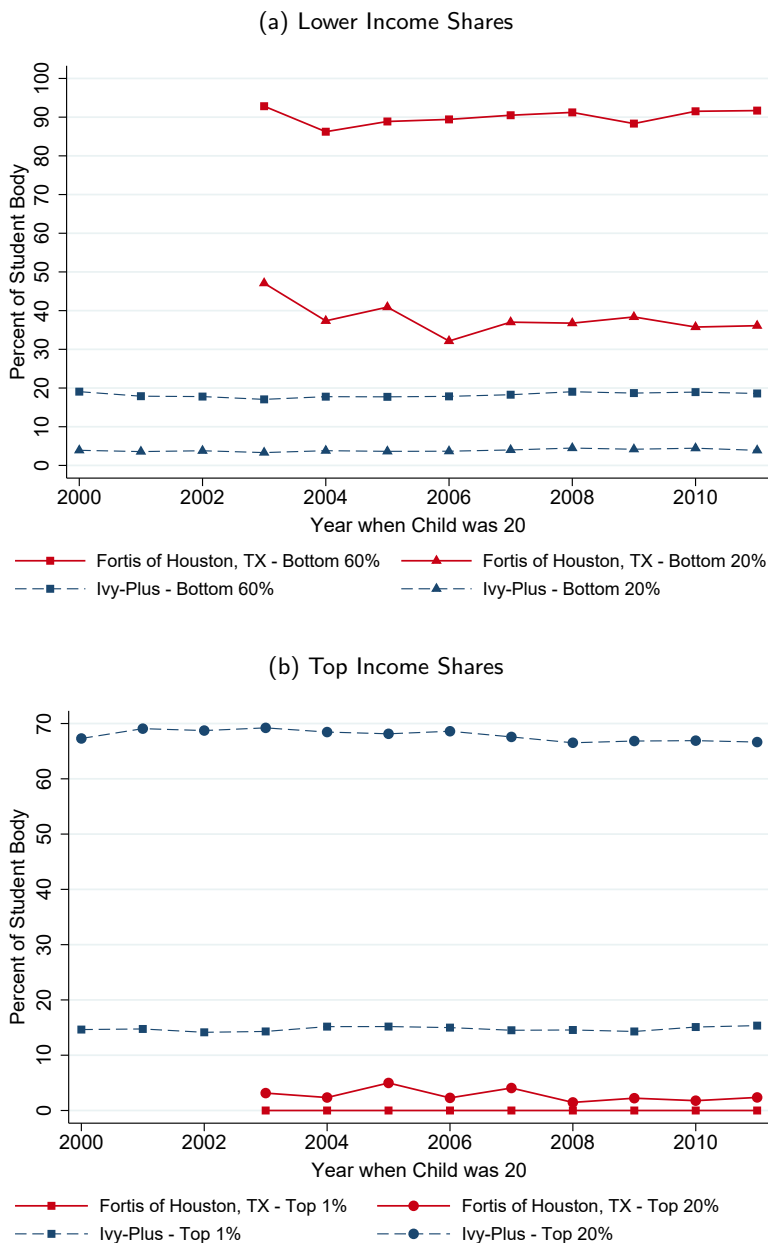 (a) Lower Income Shares
Percent of Student Body
100
90
80
70
60
50
40
30
20
10
0
2000 2002 2004 2006 2008 2010
Year when Child was 20
Fortis of Houston, TX - Bottom 60% Fortis of Houston, TX - Bottom 20%
Ivy-Plus - Bottom 60% Ivy-Plus - Bottom 20%
(b) Top Income Shares
Percent of Student Body
70
60
50
40
30
20
10
0
2000 2002 2004 2006 2008 2010
Year when Child was 20
Fortis of Houston, TX - Top 1% Fortis of Houston, TX - Top 20%
Ivy-Plus - Top 1% Ivy-Plus - Top 20%